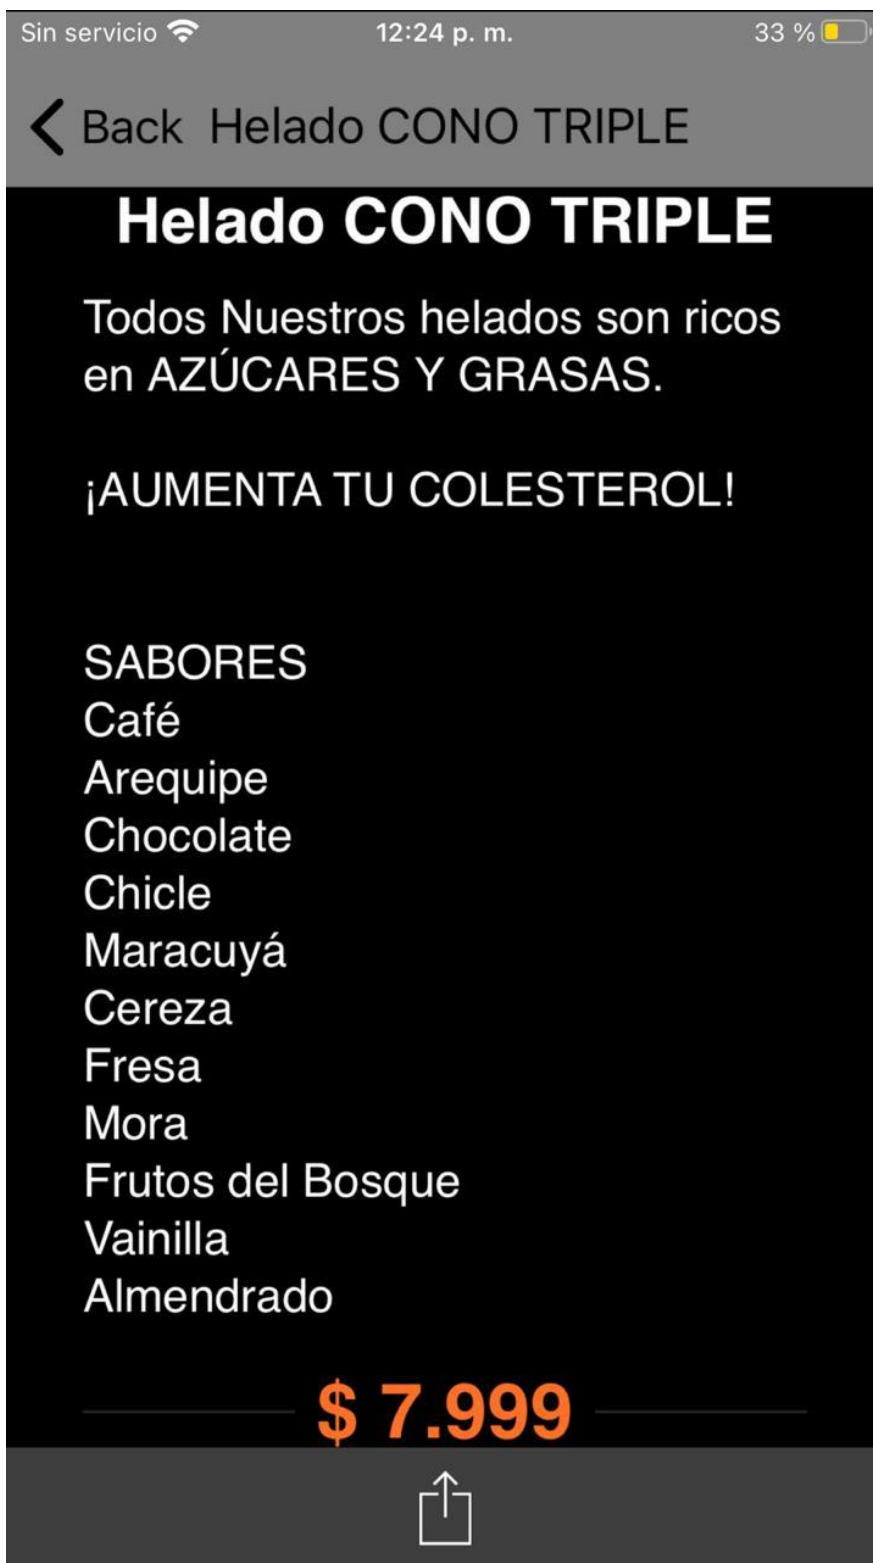 Sin servicio 12:24 p. m. 33 %
Back Helado CONO TRIPLE
Helado CONO TRIPLE
Todos Nuestros helados son ricos
en AZÚCARES Y GRASAS.
¡AUMENTA TU COLESTEROL!
SABORES
Café
Arequipe
Chocolate
Chicle
Maracuyá
Cereza
Fresa
Mora
Frutos del Bosque
Vainilla
Almendrado
$ 7.999